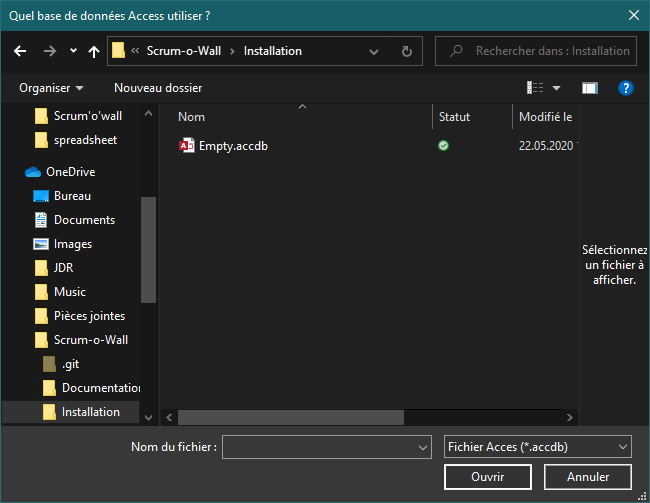 Quel base de données Access utiliser ?
« Scrum-o-Wall > Installation
Rechercher dans : Installation
Organiser Nouveau dossier
?
Scrum'o'wall
spreadsheet
OneDrive
Bureau
Documents
Images
JDR
Music
Pièces jointes
Scrum-o-Wall
.git
Documentation
Installation
Nom Statut Modifié le
Empty.accdb 22.05.2020
Sélectionnez
un fichier à
afficher.
Nom du fichier : Fichier Acces (*.accdb)
Ouvrir Annuler